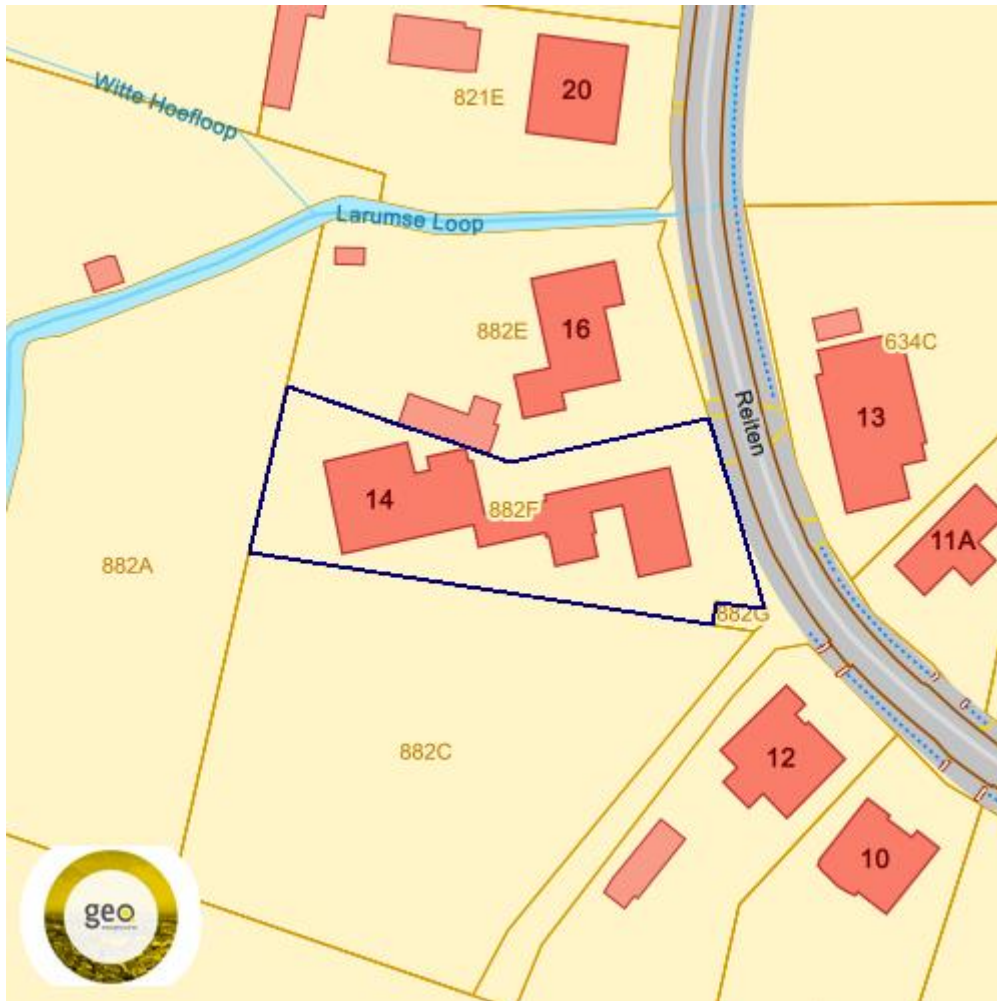 20
821E
Witte Hoefloop
Larumse Loop
882E
16
634C
Reiten
13
14
882F
11A
882A
882G
882C
12
10
geo